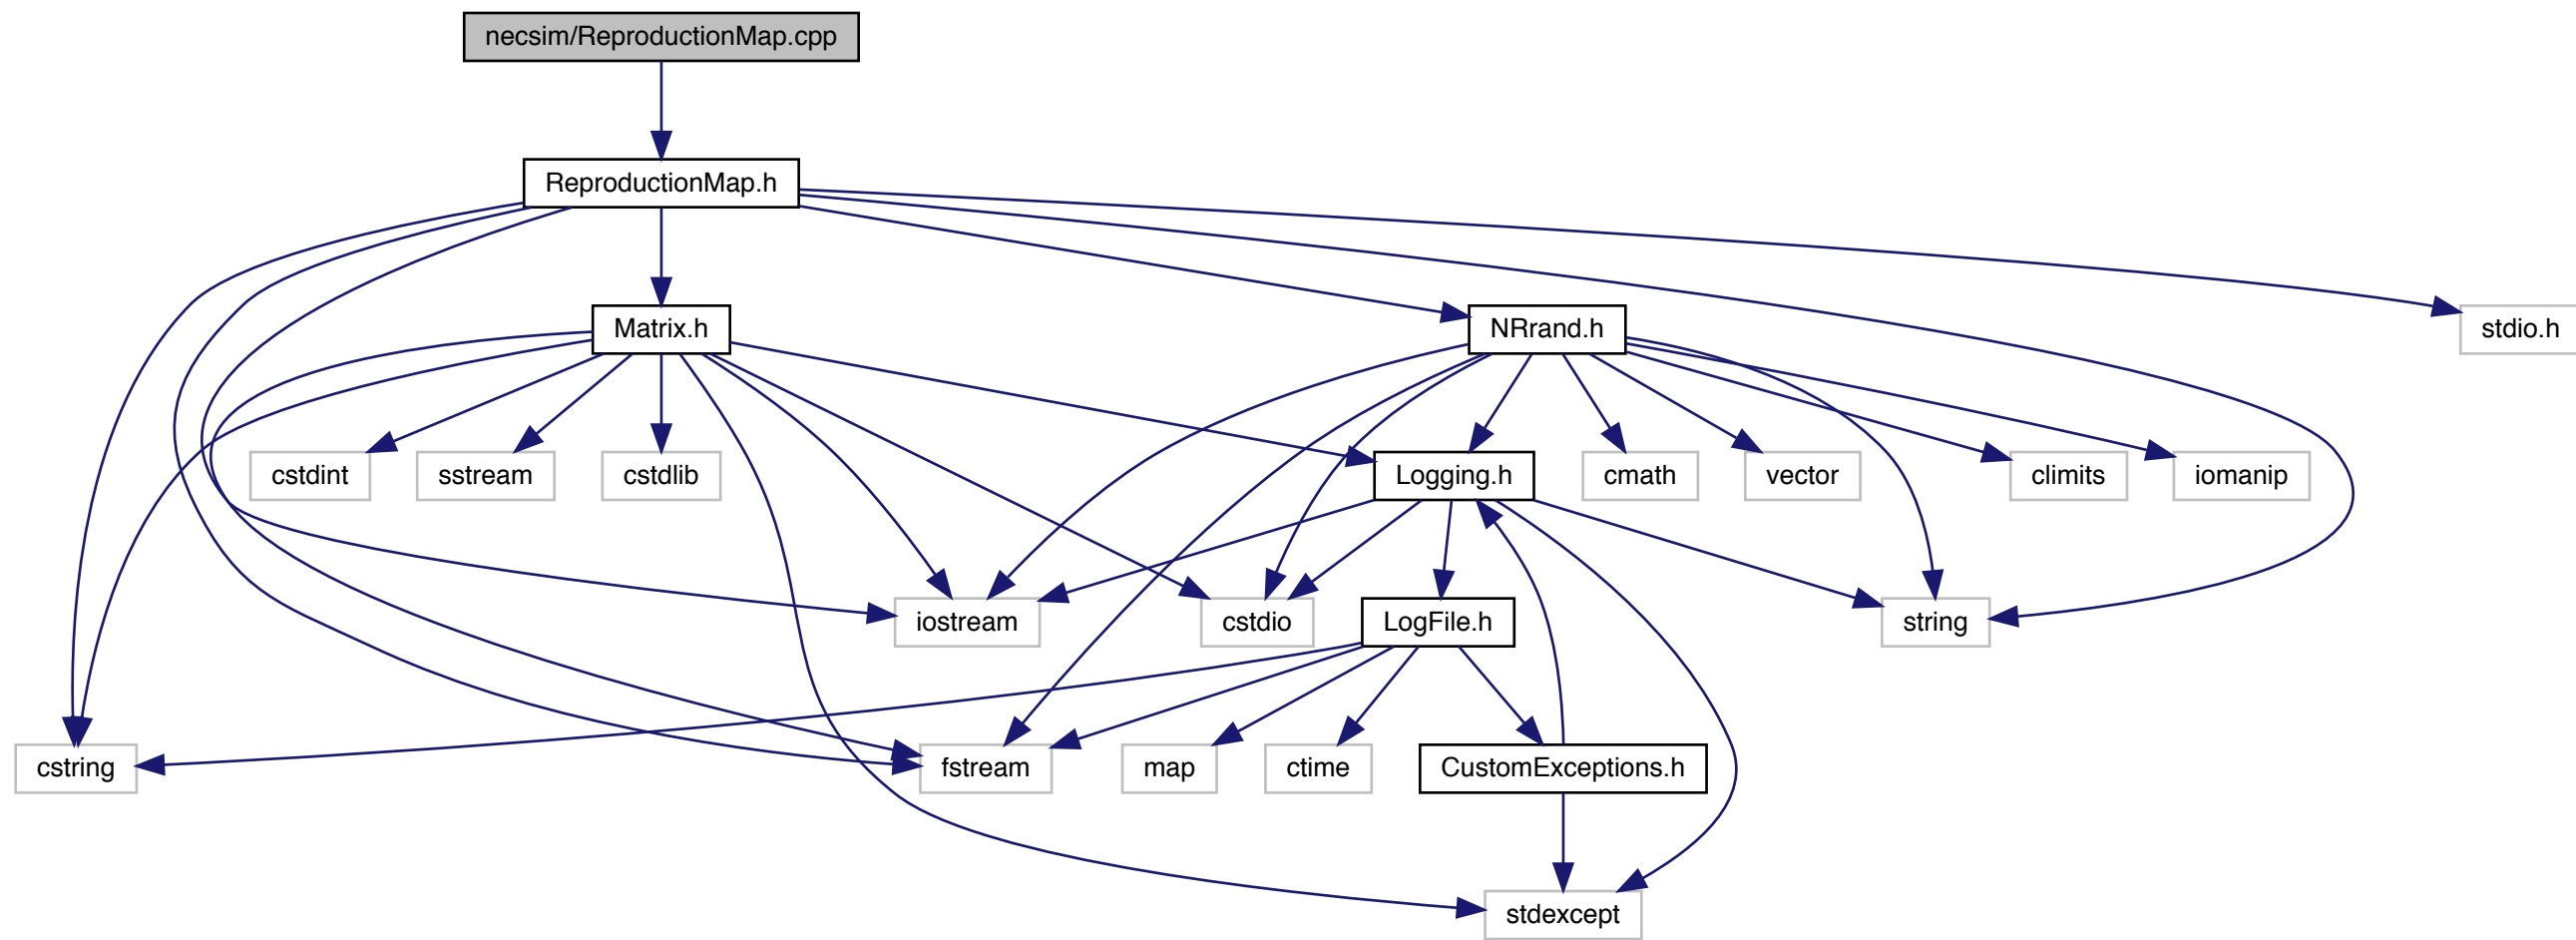 necsim/ReproductionMap.cpp
ReproductionMap.h
Matrix.h
NRrand.h
stdio.h
cstdint
sstream
cstdlib
Logging.h
cmath
vector
climits
iomanip
iostream
cstdio
LogFile.h
string
cstring
fstream
map
ctime
CustomExceptions.h
stdexcept